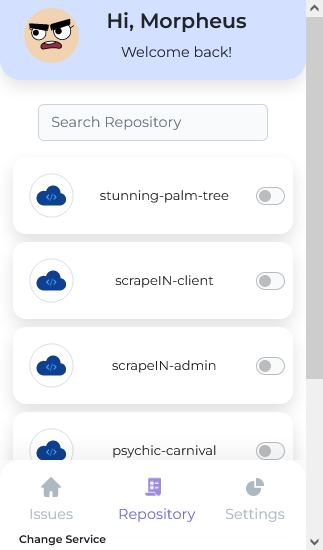 Hi, Morpheus
Welcome back!
Search Repository
stunning-palm-tree
scrapeIN-client
scrapeIN-admin
psychic-carnival
Issues
Repository
Settings
Change Service